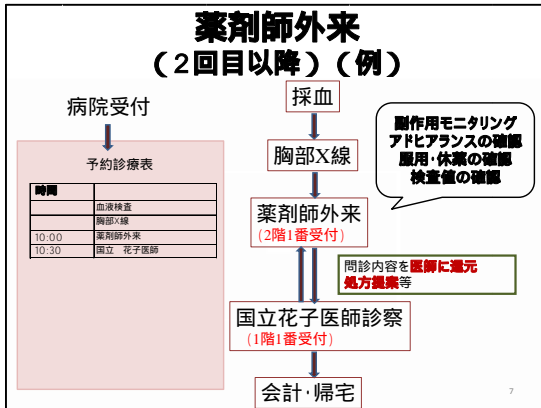 薬剤師外来
(2回目以降)(例)
病院受付
予約診療表
時間
血液検査
胸部X線
10:00 薬剤師外来
10:30 国立 花子医師
採血
胸部X線
薬剤師外来
(2階1番受付)
国立花子医師診察
(1階1番受付)
会計・帰宅
副作用モニタリング
アドヒアランスの確認
服用・休薬の確認
検査値の確認
問診内容を医師に還元
処方提案等
7